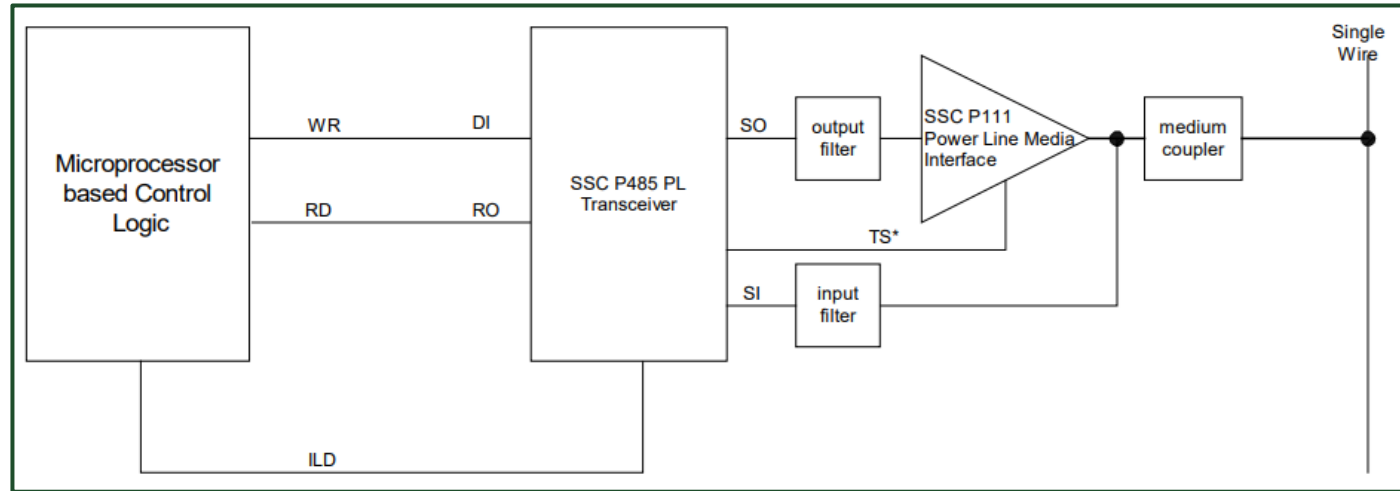 Single
Wire
Microprocessor
based Control
Logic
WR
DI
RD
RO
ILD
SSC P485 PL
Transceiver
SO
output
filter
SSC P111
Power Line Media
Interface
medium
coupler
TS*
SI
input
filter